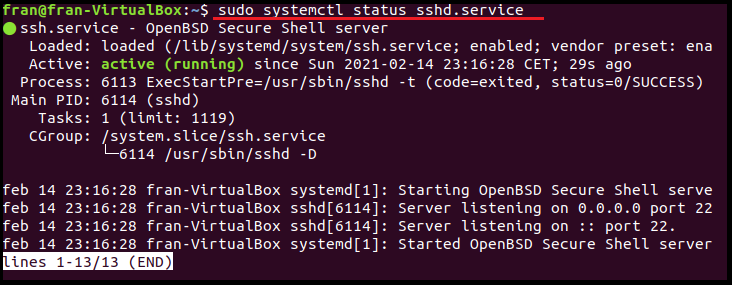 fran@fran-VirtualBox:~$ sudo systemctl status sshd.service
● ssh.service - OpenBSD Secure Shell server
   Loaded: loaded (/lib/systemd/system/ssh.service; enabled; vendor preset: ena
   Active: active (running) since Sun 2021-02-14 23:16:28 CET; 29s ago
  Process: 6113 ExecStartPre=/usr/sbin/sshd -t (code=exited, status=0/SUCCESS)
 Main PID: 6114 (sshd)
    Tasks: 1 (limit: 1119)
   CGroup: /system.slice/ssh.service
           └─6114 /usr/sbin/sshd -D

feb 14 23:16:28 fran-VirtualBox systemd[1]: Starting OpenBSD Secure Shell serve
feb 14 23:16:28 fran-VirtualBox sshd[6114]: Server listening on 0.0.0.0 port 22
feb 14 23:16:28 fran-VirtualBox sshd[6114]: Server listening on :: port 22.
feb 14 23:16:28 fran-VirtualBox systemd[1]: Started OpenBSD Secure Shell server
lines 1-13/13 (END)